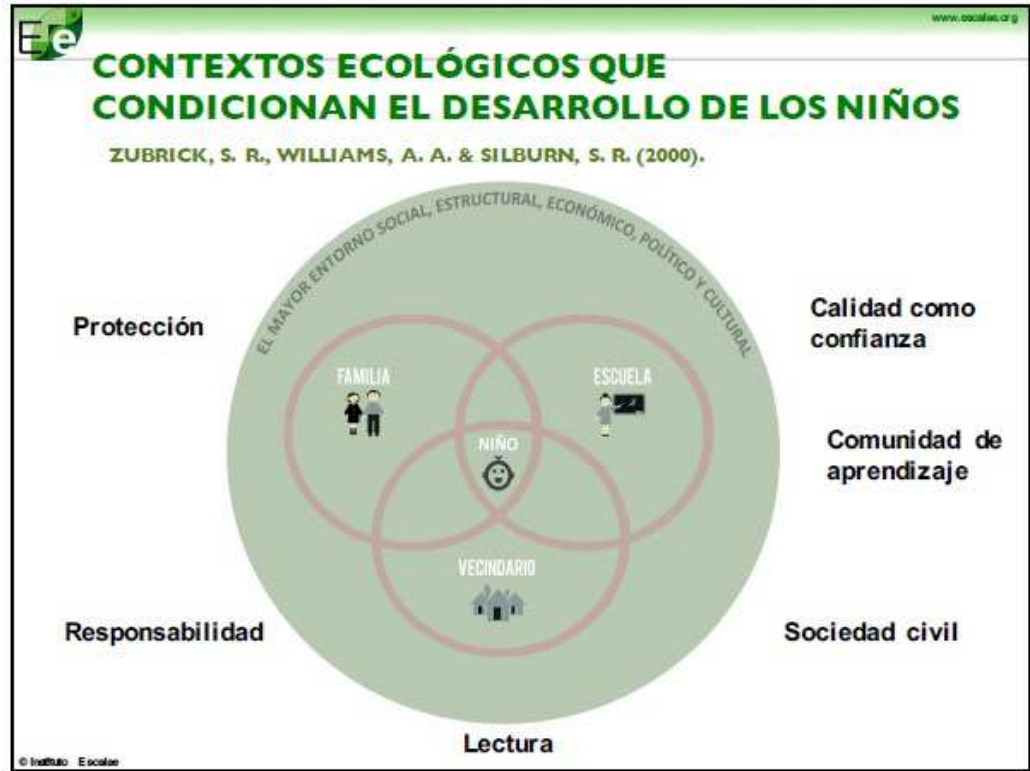 www.escalae.org
Ee
CONTEXTOS ECOLÓGICOS QUE
CONDICIONAN EL DESARROLLO DE LOS NIÑOS
ZUBRICK, S. R., WILLIAMS, A. A. & SILBURN, S. R. (2000).
EL MAYOR ENTORNO SOCIAL, ESTRUCTURAL, ECONÓMICO, POLÍTICO Y CULTURAL
Protección
Calidad como
confianza
FAMILIA
ESCUELA
NIÑO
Comunidad de
aprendizaje
VECINDARIO
Responsabilidad
Sociedad civil
Lectura
© Instituto Escalae